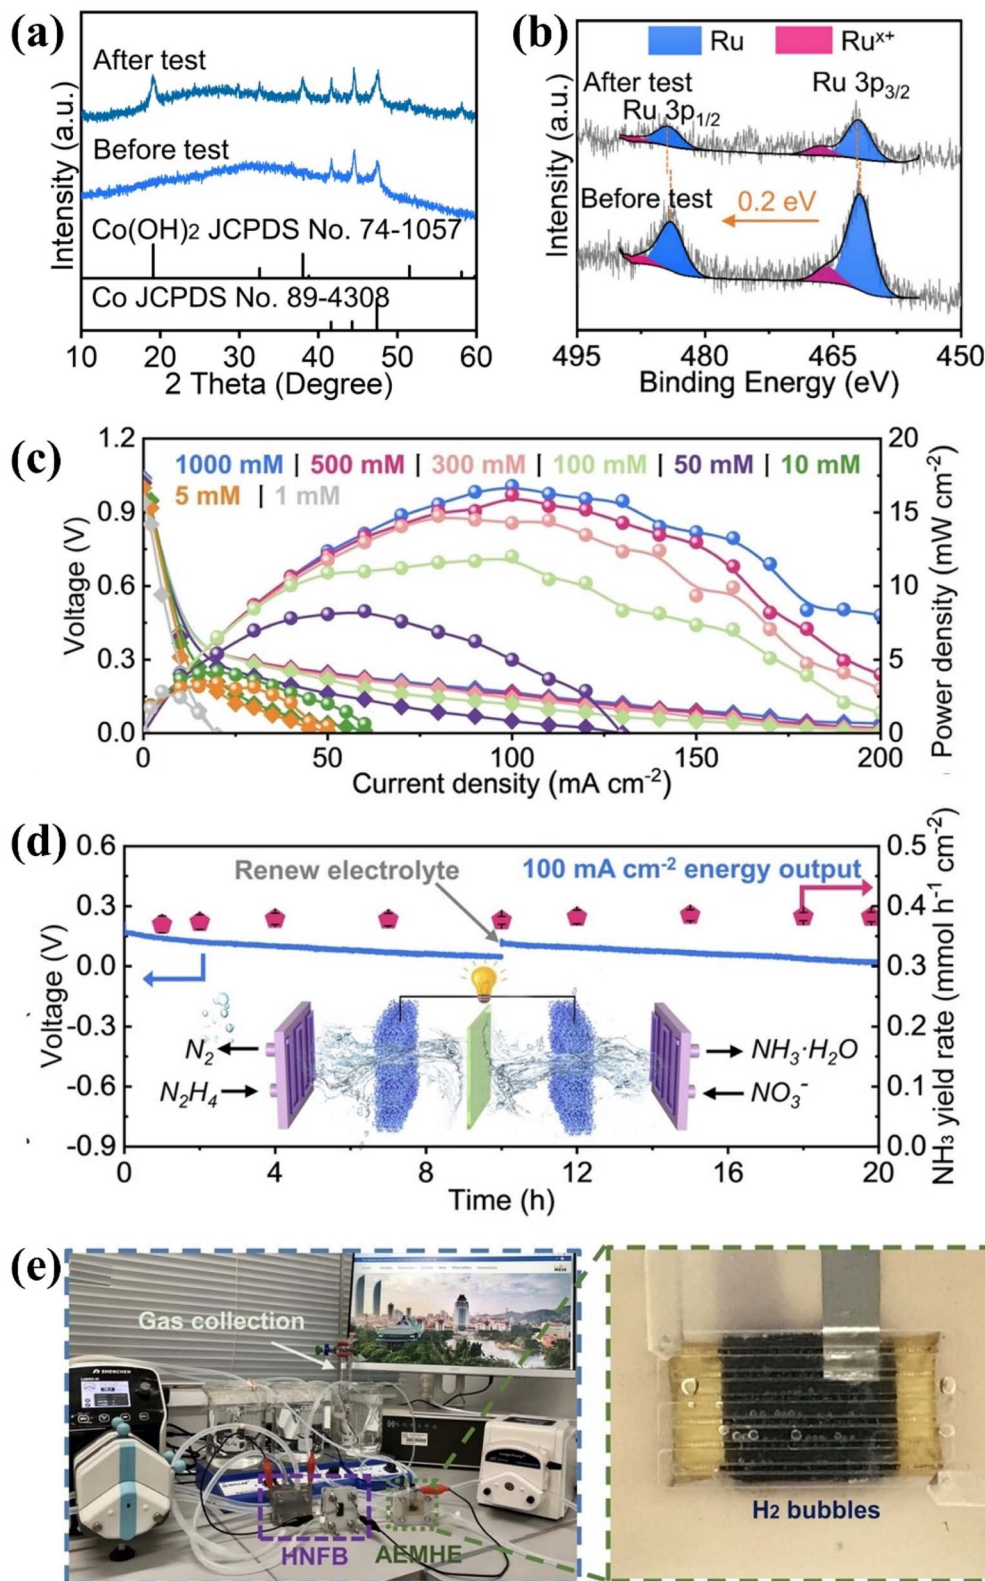 (a)
After test
Before test
Co(OH)₂ JCPDS No. 74-1057
Co JCPDS No. 89-4308
Intensity (a.u.)
10 20 30 40 50 60
2 Theta (Degree)
(b)
Ru Ruˣ⁺
After test
Ru 3p₁/₂
Ru 3p₃/₂
Before test
0.2 eV
Intensity (a.u.)
495 480 465 450
Binding Energy (eV)
(c)
1000 mM | 500 mM | 300 mM | 100 mM | 50 mM | 10 mM
5 mM | 1 mM
1.2
0.9
0.6
0.3
0.0
Voltage (V)
20
15
10
5
0
Power density (mW cm⁻²)
0 50 100 150 200
Current density (mA cm⁻²)
(d)
Renew electrolyte
100 mA cm⁻² energy output
0.6
0.3
0.0
-0.3
-0.6
-0.9
Voltage (V)
0.5
0.4
0.3
0.2
0.1
0.0
NH₃ yield rate (mmol h⁻¹ cm⁻²)
N₂
N₂H₄
NH₃·H₂O
NO₃⁻
0 4 8 12 16 20
Time (h)
(e)
Gas collection
SHENCHEN
HNFB
AEMHE
H₂ bubbles